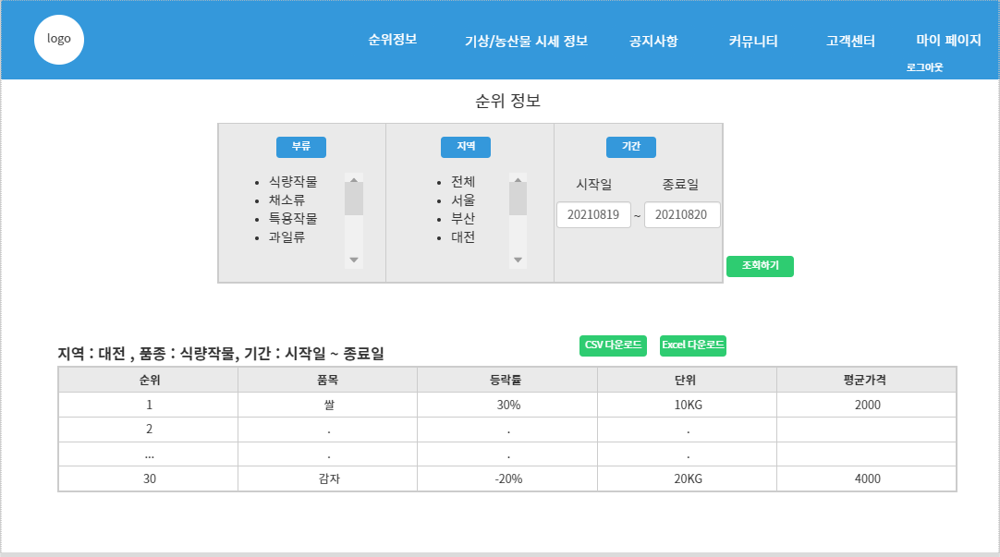 logo
순위정보 기상/농산물 시세 정보 공지사항 커뮤니티 고객센터 마이 페이지
로그아웃
순위 정보
부류 지역 기간
식량작물 전체 시작일 종료일
채소류 서울
특용작물 부산 20210819 ~ 20210820
과일류 대전
조회하기
CSV 다운로드 Excel 다운로드
지역 : 대전 , 품종 : 식량작물, 기간 : 시작일 ~ 종료일
순위 품목 등락률 단위 평균가격
1 쌀 30% 10KG 2000
2 . . .
... . . .
30 감자 -20% 20KG 4000